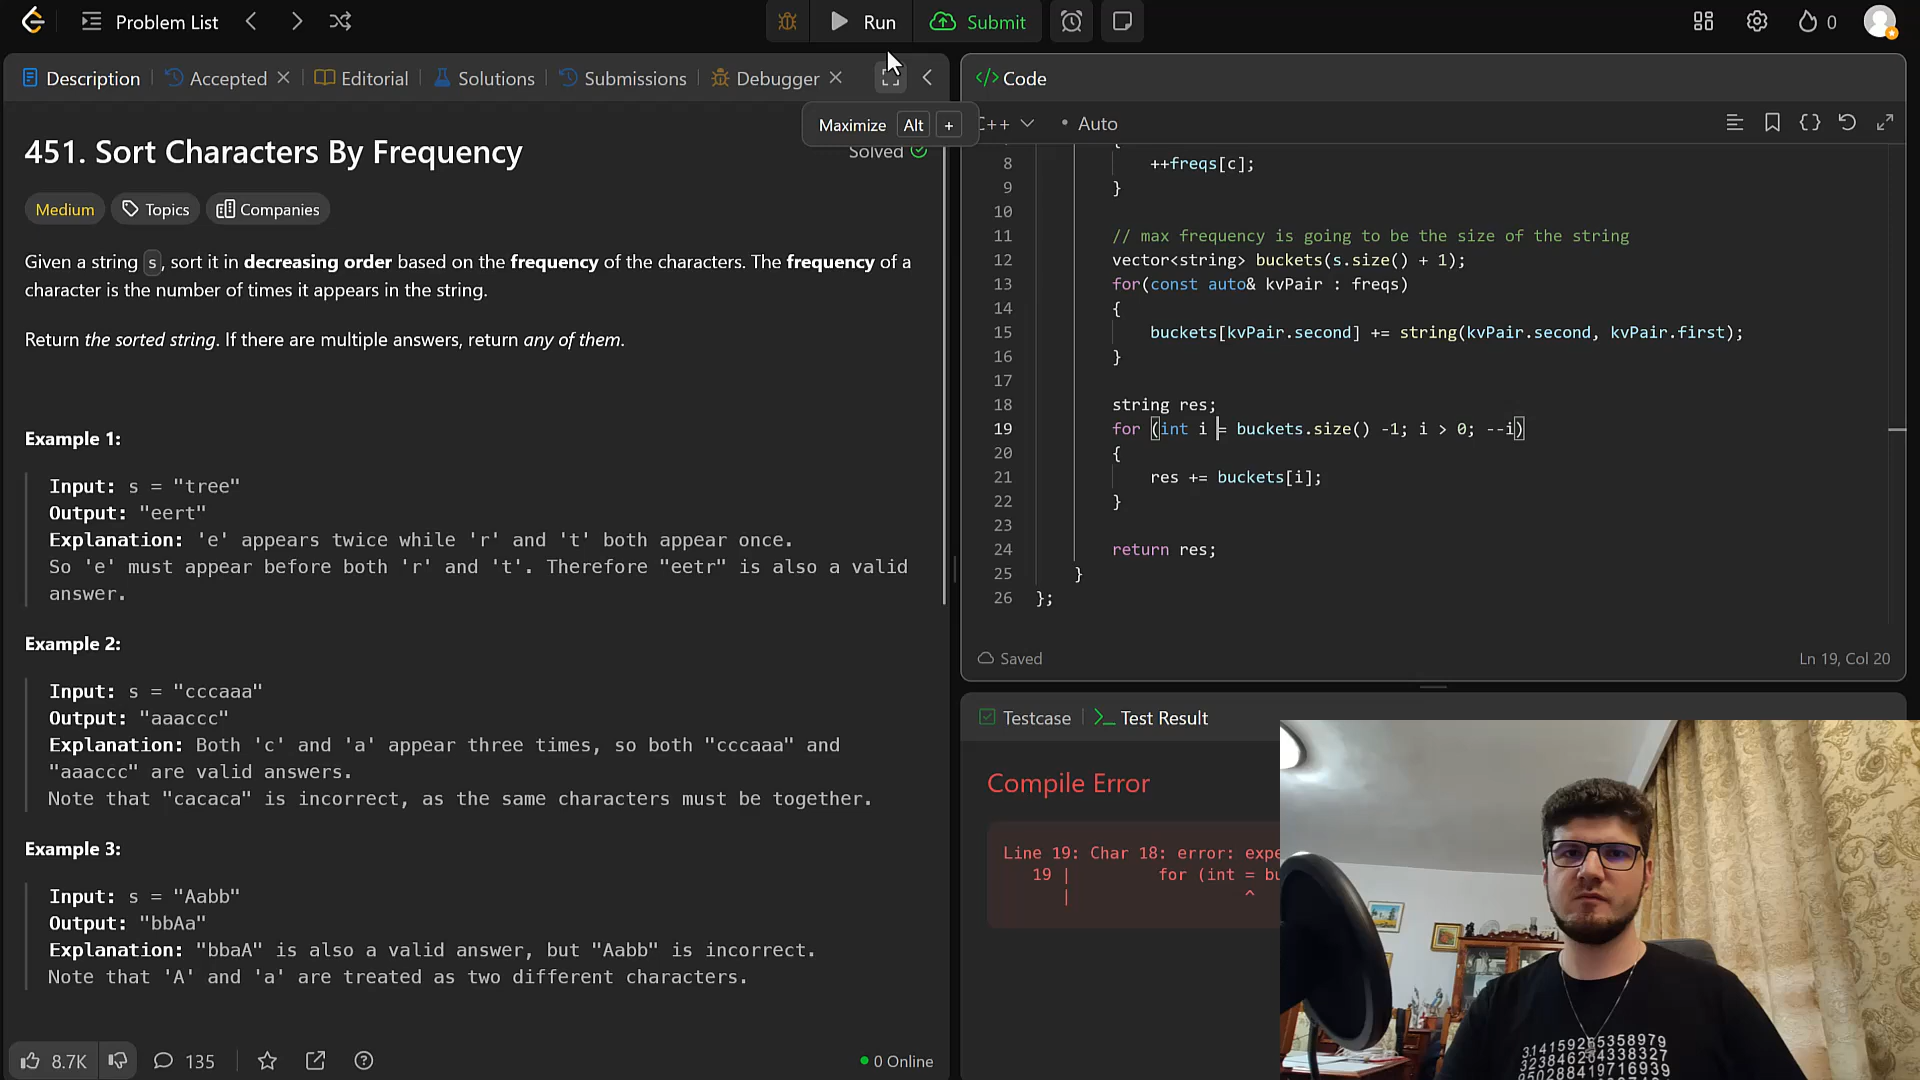 Problem List
Run
Submit
0
Description
Accepted
Editorial
Solutions
Submissions
Debugger
Code
Maximize Alt +
C++
Auto
451. Sort Characters By Frequency
Solved
Medium
Topics
Companies
Given a string s, sort it in decreasing order based on the frequency of the characters. The frequency of a
character is the number of times it appears in the string.
Return the sorted string. If there are multiple answers, return any of them.
Example 1:
Input: s = "tree"
Output: "eert"
Explanation: 'e' appears twice while 'r' and 't' both appear once.
So 'e' must appear before both 'r' and 't'. Therefore "eetr" is also a valid
answer.
Example 2:
Input: s = "cccaaa"
Output: "aaaccc"
Explanation: Both 'c' and 'a' appear three times, so both "cccaaa" and
"aaaccc" are valid answers.
Note that "cacaca" is incorrect, as the same characters must be together.
Example 3:
Input: s = "Aabb"
Output: "bbAa"
Explanation: "bbaA" is also a valid answer, but "Aabb" is incorrect.
Note that 'A' and 'a' are treated as two different characters.
8.7K
135
0 Online
{
8 ++freqs[c];
9 }
10
11 // max frequency is going to be the size of the string
12 vector<string> buckets(s.size() + 1);
13 for(const auto& kvPair : freqs)
14 {
15 buckets[kvPair.second] += string(kvPair.second, kvPair.first);
16 }
17
18 string res;
19 for (int i = buckets.size() -1; i > 0; --i)
20 {
21 res += buckets[i];
22 }
23
24 return res;
25 }
26 };
Saved
Ln 19, Col 20
Testcase
Test Result
Compile Error
Line 19: Char 18: error: expe
19 | for (int = bu
| ^
3.14159265358979
3238462643383​27
950288419716939